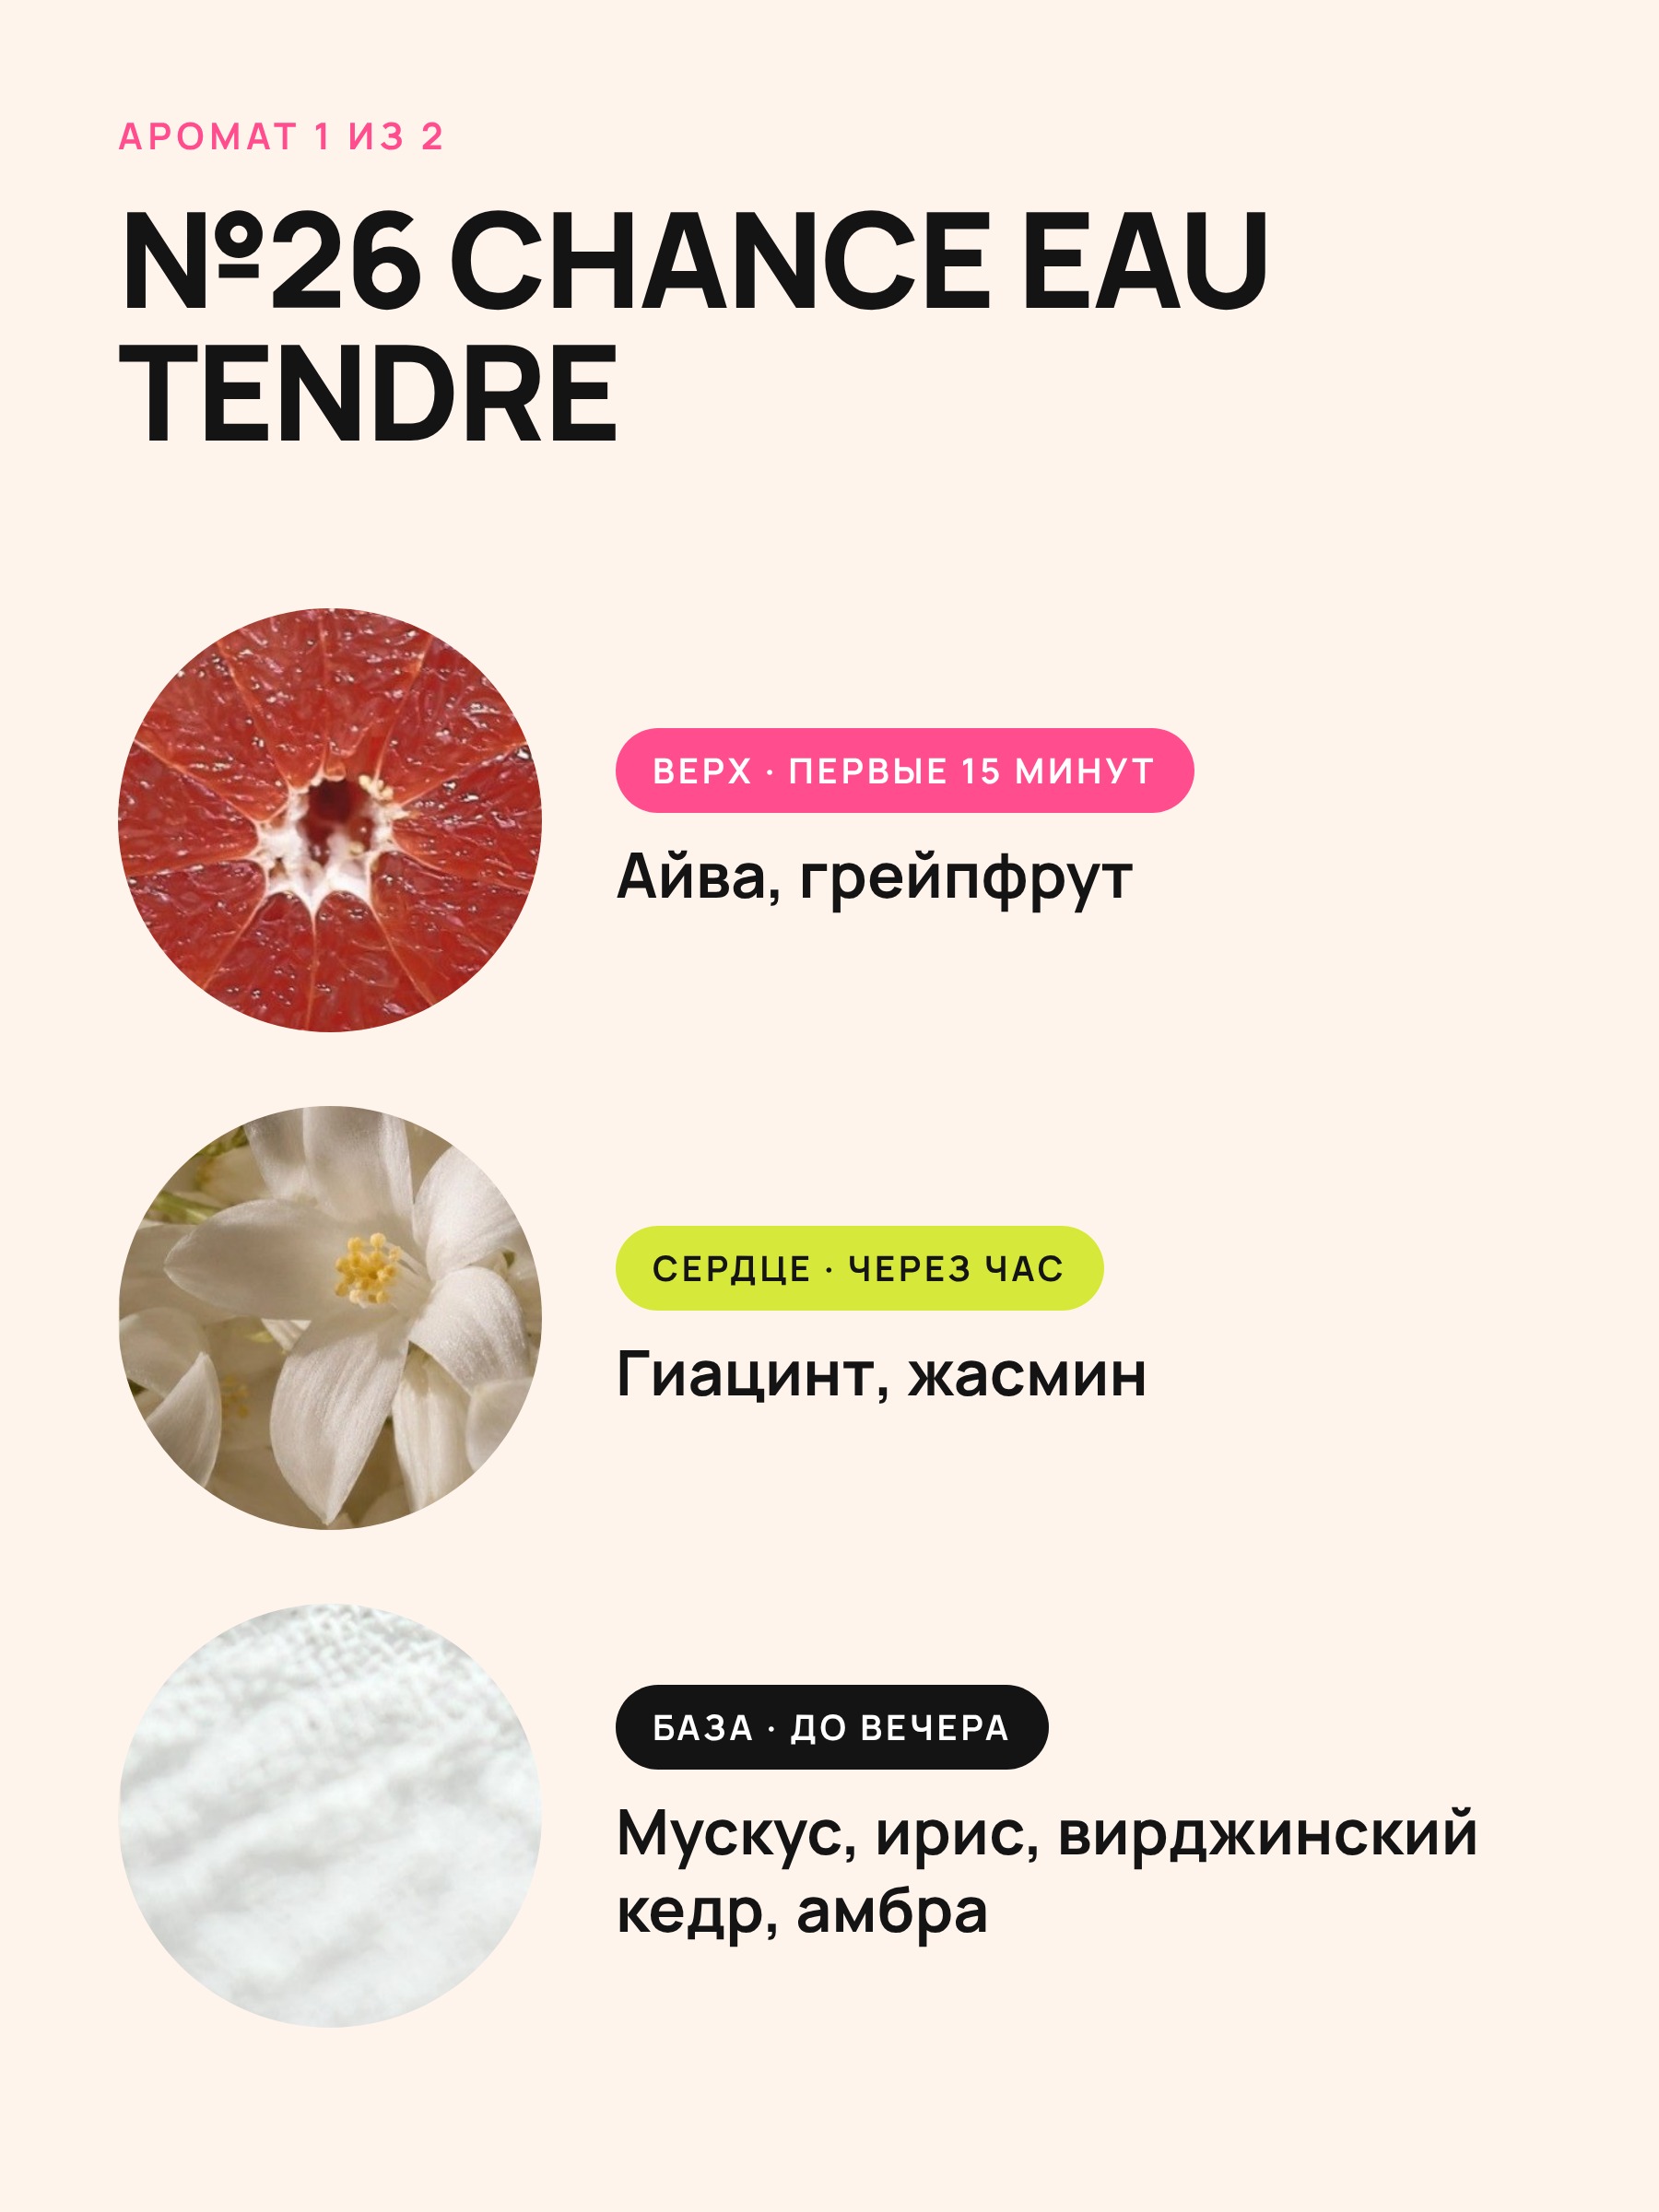 АРОМАТ 1 ИЗ 2
№26 CHANCE EAU
TENDRE
ВЕРХ · ПЕРВЫЕ 15 МИНУТ
Айва, грейпфрут
СЕРДЦЕ · ЧЕРЕЗ ЧАС
Гиацинт, жасмин
БАЗА · ДО ВЕЧЕРА
Мускус, ирис, вирджинский
кедр, амбра